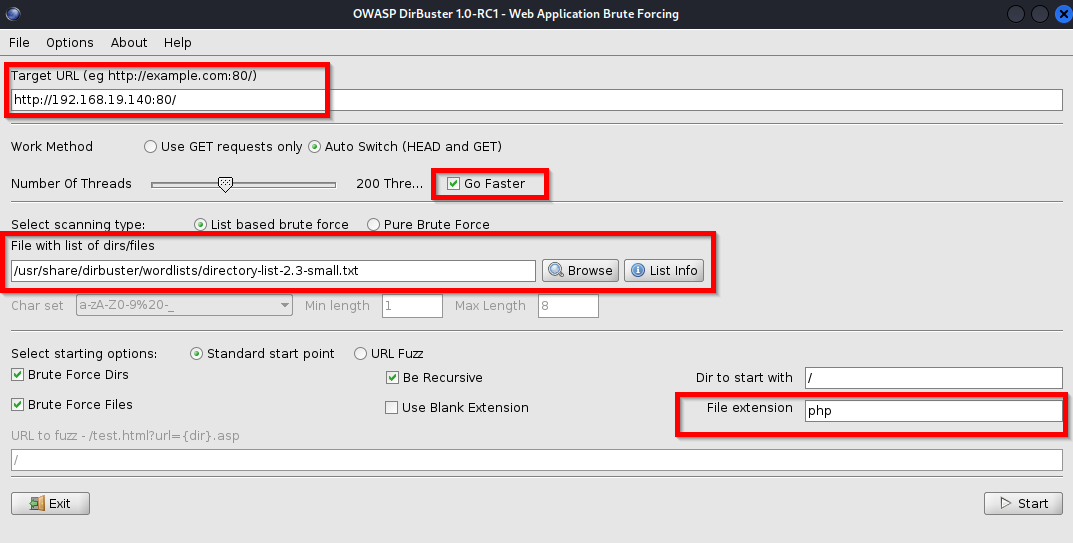 OWASP DirBuster 1.0-RC1 - Web Application Brute Forcing
File Options About Help
Target URL (eg http://example.com:80/)
http://192.168.19.140:80/
Work Method Use GET requests only Auto Switch (HEAD and GET)
Number Of Threads 200 Thre... Go Faster
Select scanning type: List based brute force Pure Brute Force
File with list of dirs/files
/usr/share/dirbuster/wordlists/directory-list-2.3-small.txt Browse List Info
Char set a-zA-Z0-9%20-_ Min length 1 Max Length 8
Select starting options: Standard start point URL Fuzz
Brute Force Dirs Be Recursive Dir to start with /
Brute Force Files Use Blank Extension File extension php
URL to fuzz - /test.html?url={dir}.asp
/
Exit Start